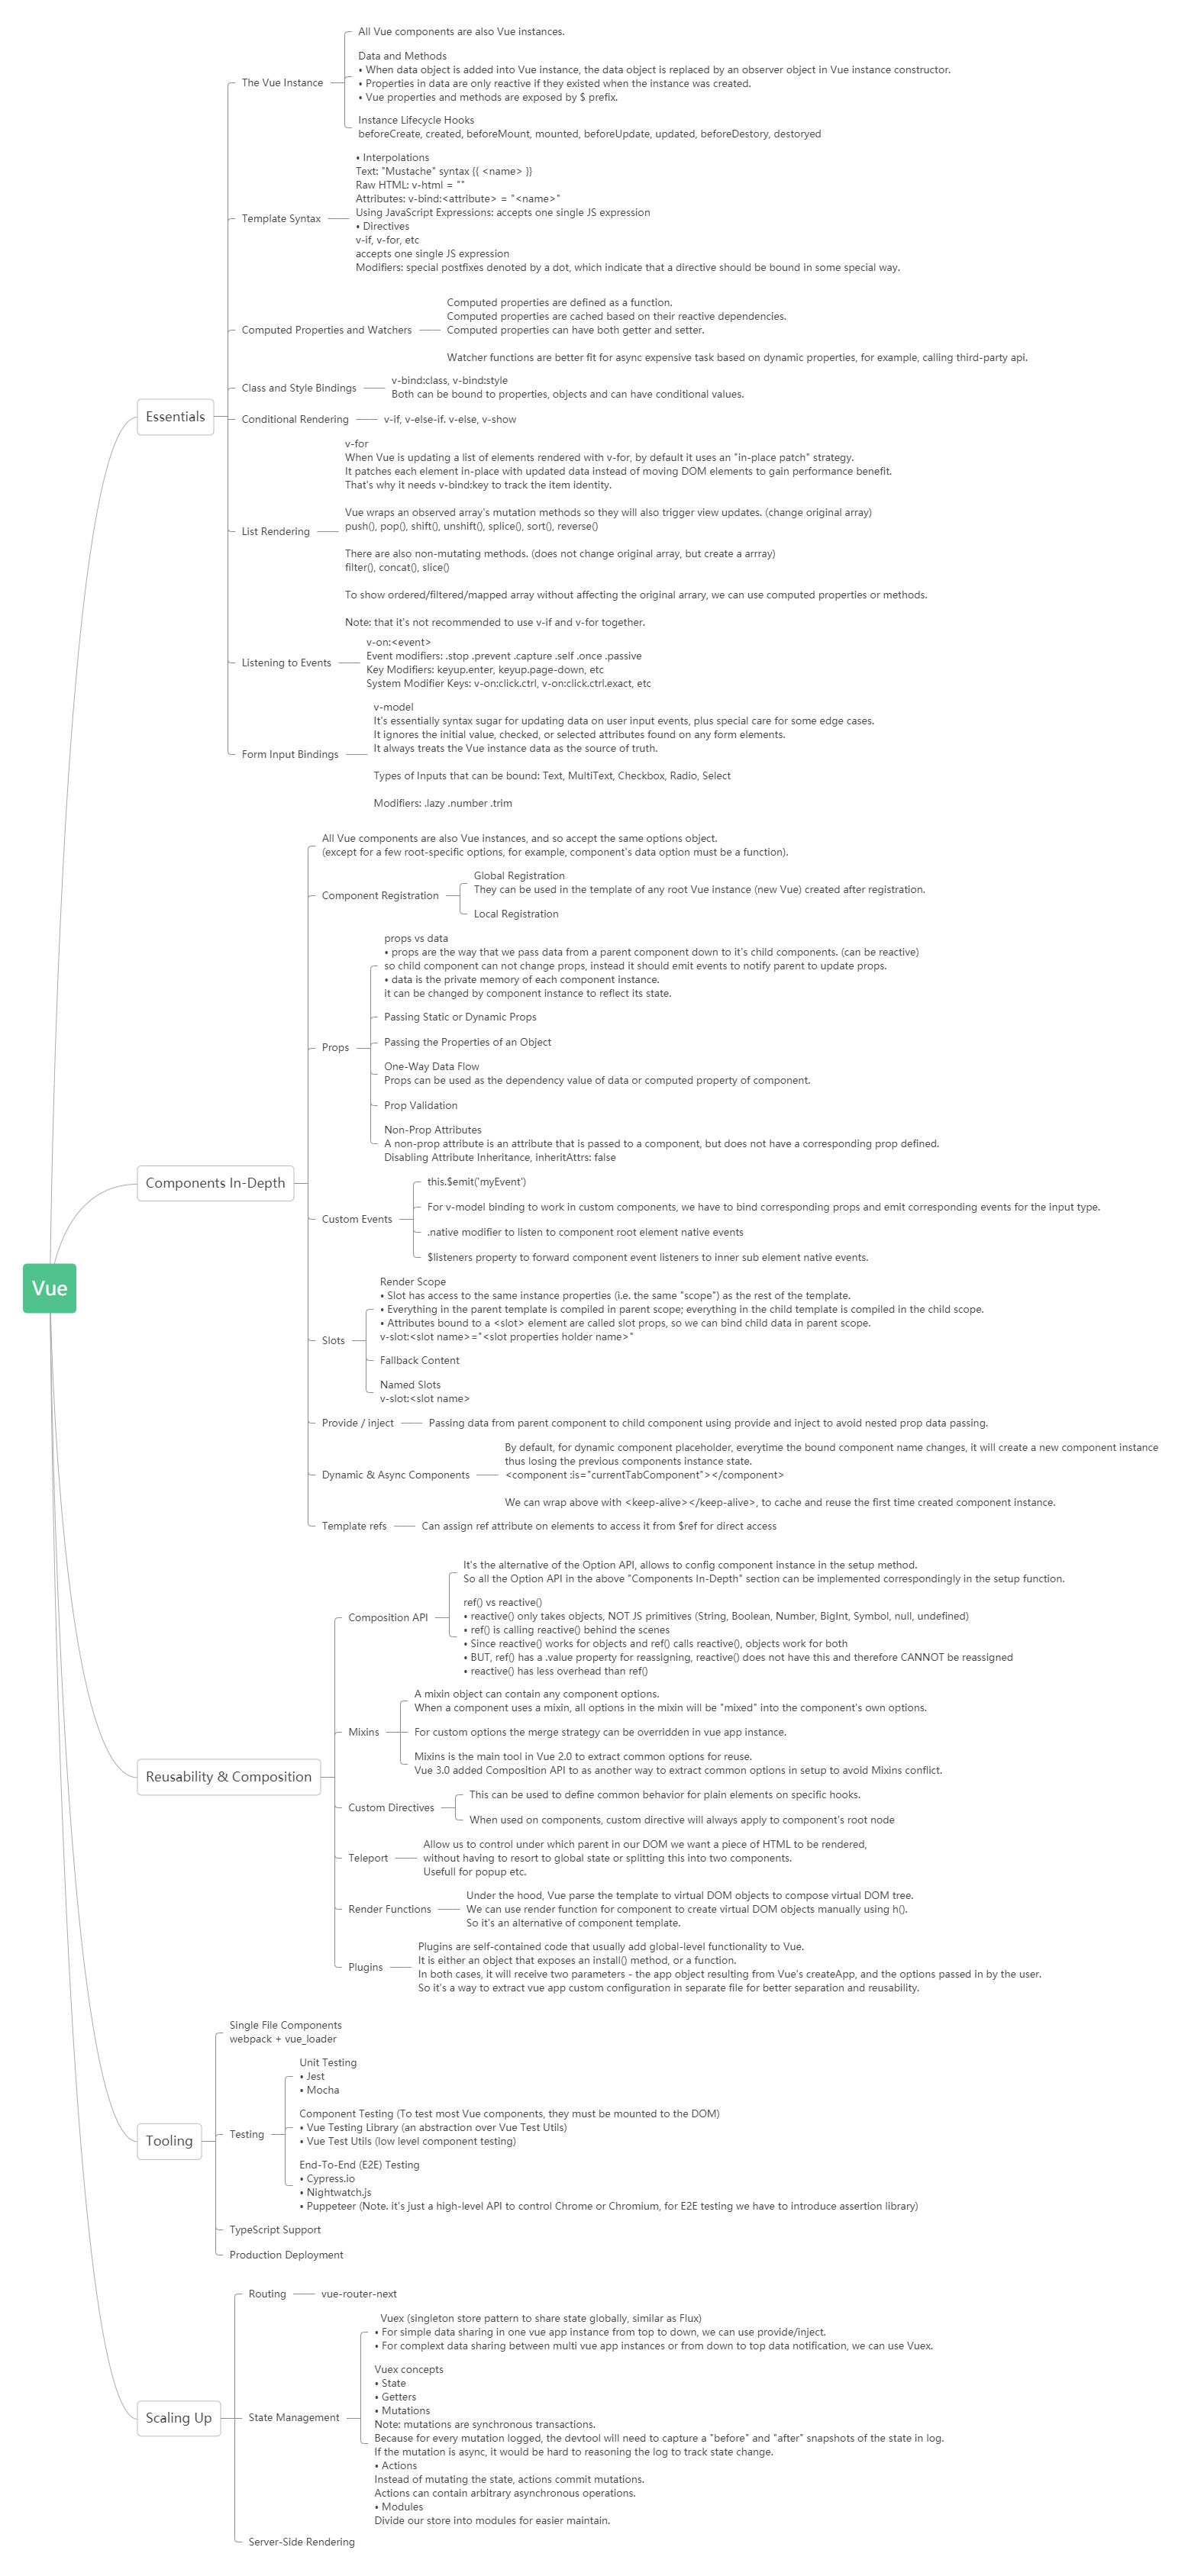 Vue
Essentials
The Vue Instance
All Vue components are also Vue instances.
Data and Methods
• When data object is added into Vue instance, the data object is replaced by an observer object in Vue instance constructor.
• Properties in data are only reactive if they existed when the instance was created.
• Vue properties and methods are exposed by $ prefix.
Instance Lifecycle Hooks
beforeCreate, created, beforeMount, mounted, beforeUpdate, updated, beforeDestory, destoryed
Template Syntax
• Interpolations
Text: "Mustache" syntax {{ <name> }}
Raw HTML: v-html = ""
Attributes: v-bind:<attribute> = "<name>"
Using JavaScript Expressions: accepts one single JS expression
• Directives
v-if, v-for, etc
accepts one single JS expression
Modifiers: special postfixes denoted by a dot, which indicate that a directive should be bound in some special way.
Computed Properties and Watchers
Computed properties are defined as a function.
Computed properties are cached based on their reactive dependencies.
Computed properties can have both getter and setter.
Watcher functions are better fit for async expensive task based on dynamic properties, for example, calling third-party api.
Class and Style Bindings
v-bind:class, v-bind:style
Both can be bound to properties, objects and can have conditional values.
Conditional Rendering
v-if, v-else-if. v-else, v-show
List Rendering
v-for
When Vue is updating a list of elements rendered with v-for, by default it uses an "in-place patch" strategy.
It patches each element in-place with updated data instead of moving DOM elements to gain performance benefit.
That's why it needs v-bind:key to track the item identity.
Vue wraps an observed array's mutation methods so they will also trigger view updates. (change original array)
push(), pop(), shift(), unshift(), splice(), sort(), reverse()
There are also non-mutating methods. (does not change original array, but create a arrray)
filter(), concat(), slice()
To show ordered/filtered/mapped array without affecting the original arrary, we can use computed properties or methods.
Note: that it's not recommended to use v-if and v-for together.
Listening to Events
v-on:<event>
Event modifiers: .stop .prevent .capture .self .once .passive
Key Modifiers: keyup.enter, keyup.page-down, etc
System Modifier Keys: v-on:click.ctrl, v-on:click.ctrl.exact, etc
Form Input Bindings
v-model
It's essentially syntax sugar for updating data on user input events, plus special care for some edge cases.
It ignores the initial value, checked, or selected attributes found on any form elements.
It always treats the Vue instance data as the source of truth.
Types of Inputs that can be bound: Text, MultiText, Checkbox, Radio, Select
Modifiers: .lazy .number .trim
Components In-Depth
All Vue components are also Vue instances, and so accept the same options object.
(except for a few root-specific options, for example, component's data option must be a function).
Component Registration
Global Registration
They can be used in the template of any root Vue instance (new Vue) created after registration.
Local Registration
Props
props vs data
• props are the way that we pass data from a parent component down to it's child components. (can be reactive)
so child component can not change props, instead it should emit events to notify parent to update props.
• data is the private memory of each component instance.
it can be changed by component instance to reflect its state.
Passing Static or Dynamic Props
Passing the Properties of an Object
One-Way Data Flow
Props can be used as the dependency value of data or computed property of component.
Prop Validation
Non-Prop Attributes
A non-prop attribute is an attribute that is passed to a component, but does not have a corresponding prop defined.
Disabling Attribute Inheritance, inheritAttrs: false
Custom Events
this.$emit('myEvent')
For v-model binding to work in custom components, we have to bind corresponding props and emit corresponding events for the input type.
.native modifier to listen to component root element native events
$listeners property to forward component event listeners to inner sub element native events.
Slots
Render Scope
• Slot has access to the same instance properties (i.e. the same "scope") as the rest of the template.
• Everything in the parent template is compiled in parent scope; everything in the child template is compiled in the child scope.
• Attributes bound to a <slot> element are called slot props, so we can bind child data in parent scope.
v-slot:<slot name>="<slot properties holder name>"
Fallback Content
Named Slots
v-slot:<slot name>
Provide / inject
Passing data from parent component to child component using provide and inject to avoid nested prop data passing.
Dynamic & Async Components
By default, for dynamic component placeholder, everytime the bound component name changes, it will create a new component instance
thus losing the previous components instance state.
<component :is="currentTabComponent"></component>
We can wrap above with <keep-alive></keep-alive>, to cache and reuse the first time created component instance.
Template refs
Can assign ref attribute on elements to access it from $ref for direct access
Reusability & Composition
Composition API
It's the alternative of the Option API, allows to config component instance in the setup method.
So all the Option API in the above "Components In-Depth" section can be implemented correspondingly in the setup function.
ref() vs reactive()
• reactive() only takes objects, NOT JS primitives (String, Boolean, Number, BigInt, Symbol, null, undefined)
• ref() is calling reactive() behind the scenes
• Since reactive() works for objects and ref() calls reactive(), objects work for both
• BUT, ref() has a .value property for reassigning, reactive() does not have this and therefore CANNOT be reassigned
• reactive() has less overhead than ref()
Mixins
A mixin object can contain any component options.
When a component uses a mixin, all options in the mixin will be "mixed" into the component's own options.
For custom options the merge strategy can be overridden in vue app instance.
Mixins is the main tool in Vue 2.0 to extract common options for reuse.
Vue 3.0 added Composition API to as another way to extract common options in setup to avoid Mixins conflict.
Custom Directives
This can be used to define common behavior for plain elements on specific hooks.
When used on components, custom directive will always apply to component's root node
Teleport
Allow us to control under which parent in our DOM we want a piece of HTML to be rendered,
without having to resort to global state or splitting this into two components.
Usefull for popup etc.
Render Functions
Under the hood, Vue parse the template to virtual DOM objects to compose virtual DOM tree.
We can use render function for component to create virtual DOM objects manually using h().
So it's an alternative of component template.
Plugins
Plugins are self-contained code that usually add global-level functionality to Vue.
It is either an object that exposes an install() method, or a function.
In both cases, it will receive two parameters - the app object resulting from Vue's createApp, and the options passed in by the user.
So it's a way to extract vue app custom configuration in separate file for better separation and reusability.
Tooling
Single File Components
webpack + vue_loader
Testing
Unit Testing
• Jest
• Mocha
Component Testing (To test most Vue components, they must be mounted to the DOM)
• Vue Testing Library (an abstraction over Vue Test Utils)
• Vue Test Utils (low level component testing)
End-To-End (E2E) Testing
• Cypress.io
• Nightwatch.js
• Puppeteer (Note. it's just a high-level API to control Chrome or Chromium, for E2E testing we have to introduce assertion library)
TypeScript Support
Production Deployment
Scaling Up
Routing
vue-router-next
State Management
Vuex (singleton store pattern to share state globally, similar as Flux)
• For simple data sharing in one vue app instance from top to down, we can use provide/inject.
• For complext data sharing between multi vue app instances or from down to top data notification, we can use Vuex.
Vuex concepts
• State
• Getters
• Mutations
Note: mutations are synchronous transactions.
Because for every mutation logged, the devtool will need to capture a "before" and "after" snapshots of the state in log.
If the mutation is async, it would be hard to reasoning the log to track state change.
• Actions
Instead of mutating the state, actions commit mutations.
Actions can contain arbitrary asynchronous operations.
• Modules
Divide our store into modules for easier maintain.
Server-Side Rendering